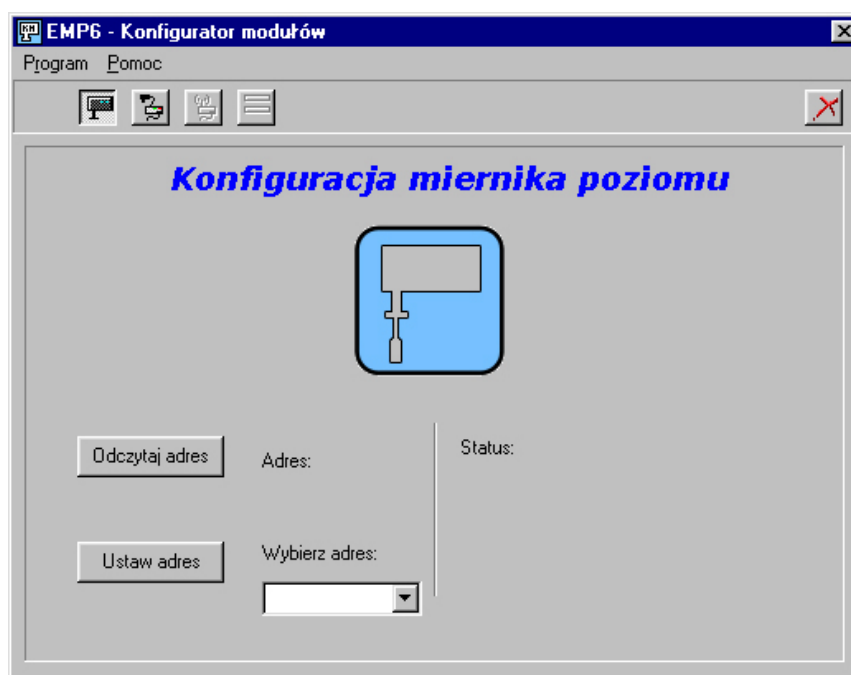 EMP6 - Konfigurator modułów
Program Pomoc
Konfiguracja miernika poziomu
Odczytaj adres
Adres:
Status:
Ustaw adres
Wybierz adres: